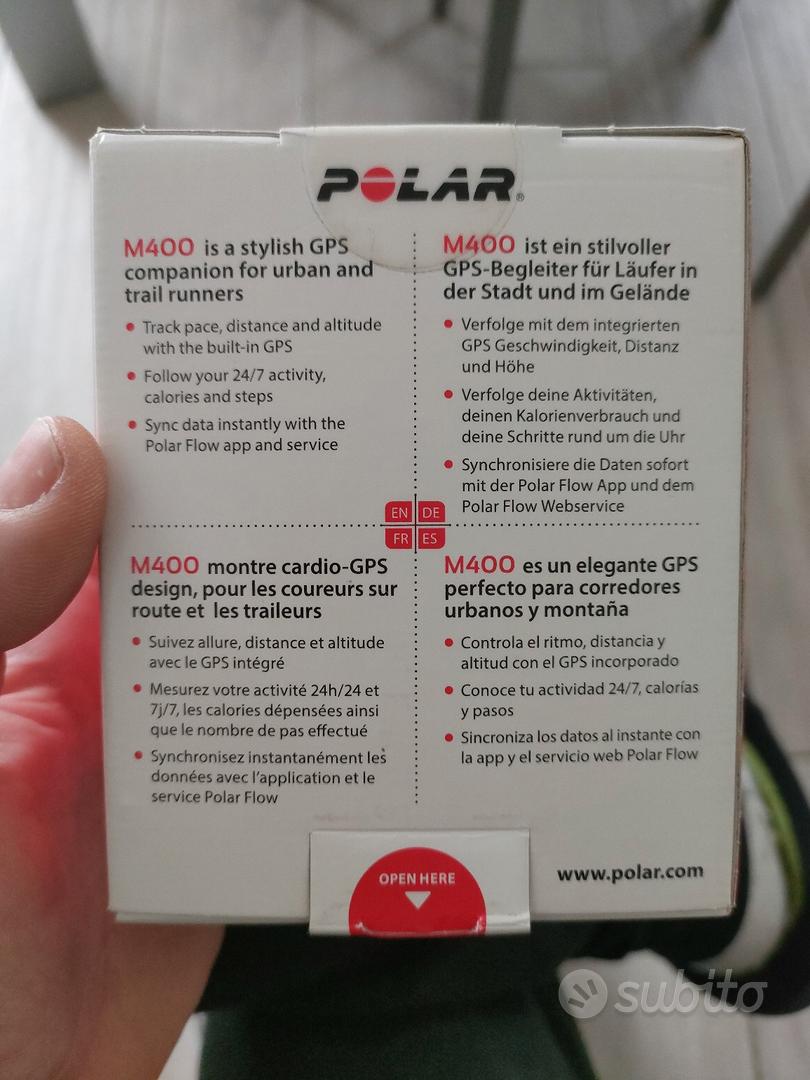 POLAR®
M400 is a stylish GPS
companion for urban and
trail runners
• Track pace, distance and altitude
with the built-in GPS
• Follow your 24/7 activity,
calories and steps
• Sync data instantly with the
Polar Flow app and service
M400 ist ein stilvoller
GPS-Begleiter für Läufer in
der Stadt und im Gelände
• Verfolge mit dem integrierten
GPS Geschwindigkeit, Distanz
und Höhe
• Verfolge deine Aktivitäten,
deinen Kalorienverbrauch und
deine Schritte rund um die Uhr
• Synchronisiere die Daten sofort
mit der Polar Flow App und dem
Polar Flow Webservice
EN DE
FR ES
M400 montre cardio-GPS
design, pour les coureurs sur
route et les traileurs
• Suivez allure, distance et altitude
avec le GPS intégré
• Mesurez votre activité 24h/24 et
7j/7, les calories dépensées ainsi
que le nombre de pas effectué
• Synchronisez instantanément les
données avec l'application et le
service Polar Flow
M400 es un elegante GPS
perfecto para corredores
urbanos y montaña
• Controla el ritmo, distancia y
altitud con el GPS incorporado
• Conoce tu actividad 24/7, calorías
y pasos
• Sincroniza los datos al instante con
la app y el servicio web Polar Flow
OPEN HERE
www.polar.com
subito